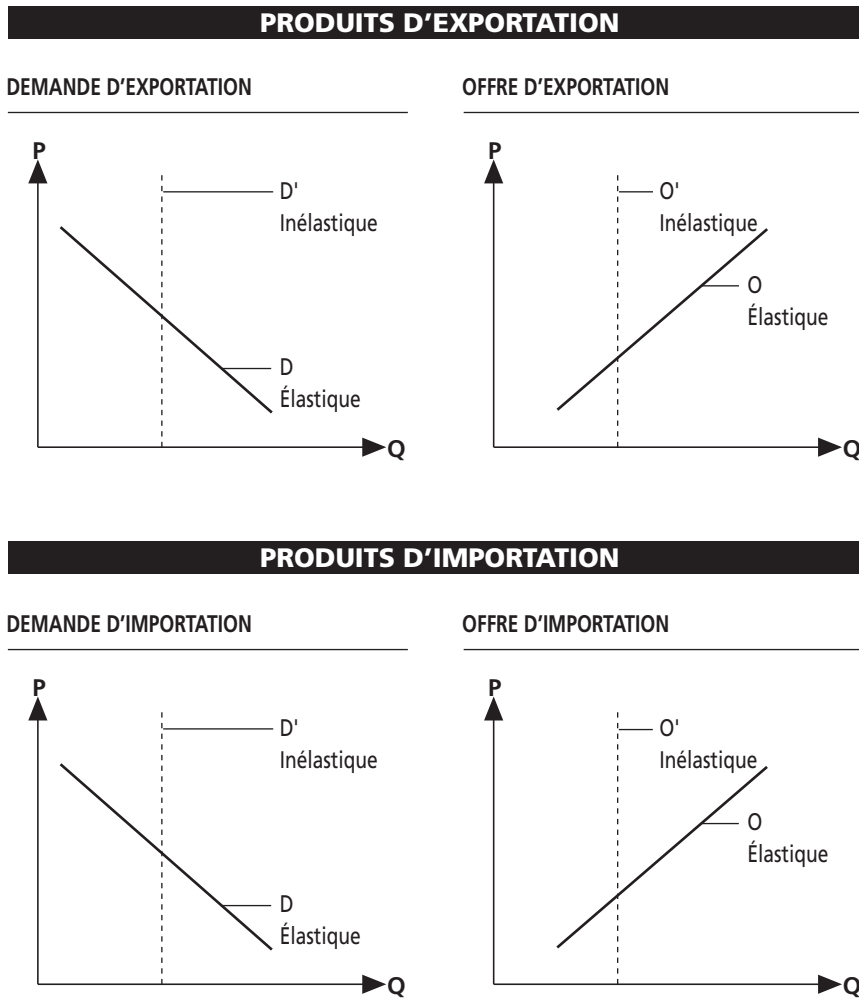 PRODUITS D’EXPORTATION
DEMANDE D’EXPORTATION
P
D'
Inélastique
D
Élastique
Q
OFFRE D’EXPORTATION
P
O'
Inélastique
O
Élastique
Q
PRODUITS D’IMPORTATION
DEMANDE D’IMPORTATION
P
D'
Inélastique
D
Élastique
Q
OFFRE D’IMPORTATION
P
O'
Inélastique
O
Élastique
Q